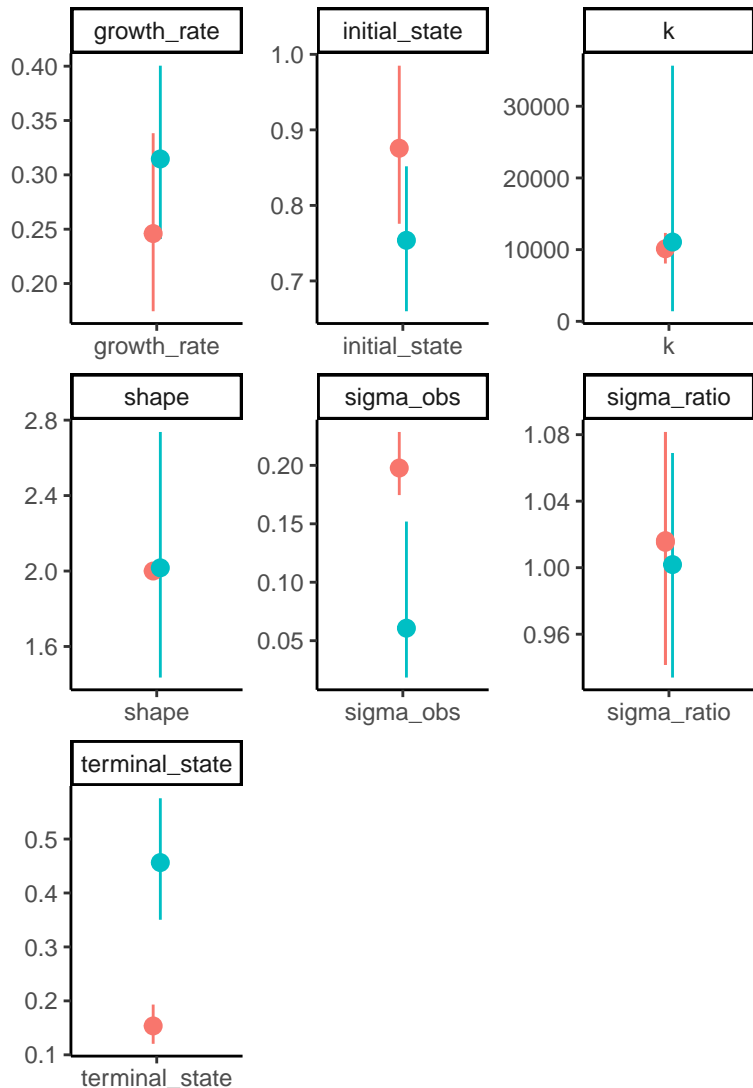 growth_rate
initial_state
k
0.40
0.35
0.30
0.25
0.20
1.0
0.9
0.8
0.7
30000
20000
10000
0
growth_rate
initial_state
k
shape
sigma_obs
sigma_ratio
2.8
2.4
2.0
1.6
0.20
0.15
0.10
0.05
1.08
1.04
1.00
0.96
shape
sigma_obs
sigma_ratio
terminal_state
0.5
0.4
0.3
0.2
0.1
terminal_state